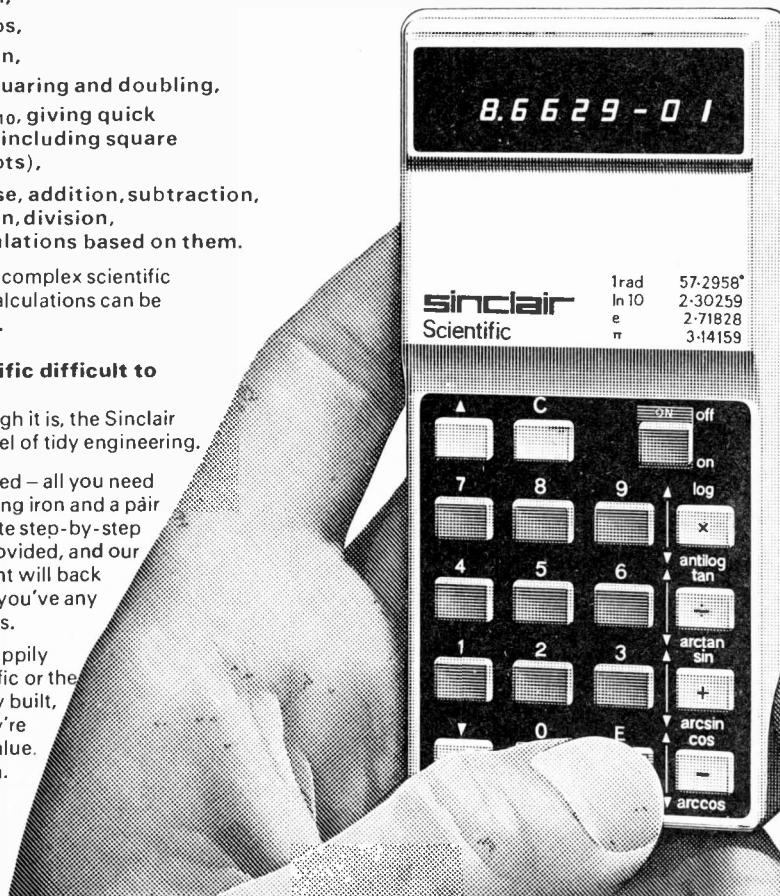 os,
n,
uaring and doubling,
10, giving quick
including square
ots),
se, addition, subtraction,
n, division,
lations based on them.
complex scientific
alculations can be
.
ific difficult to
gh it is, the Sinclair
el of tidy engineering.
ed – all you need
ing iron and a pair
te step-by-step
ovided, and our
nt will back
you've any
s.
ppily
fic or the
y built,
y're
alue.
.
8.6629-01
sinclair
Scientific
1 rad 57·2958°
ln 10 2·30259
e 2·71828
π 3·14159
▲ C ON off
on
7 8 9 log
×
4 5 6 antilog
tan
÷
1 2 3 arctan
sin
+
▼ 0 E arcsin
cos
−
arccos